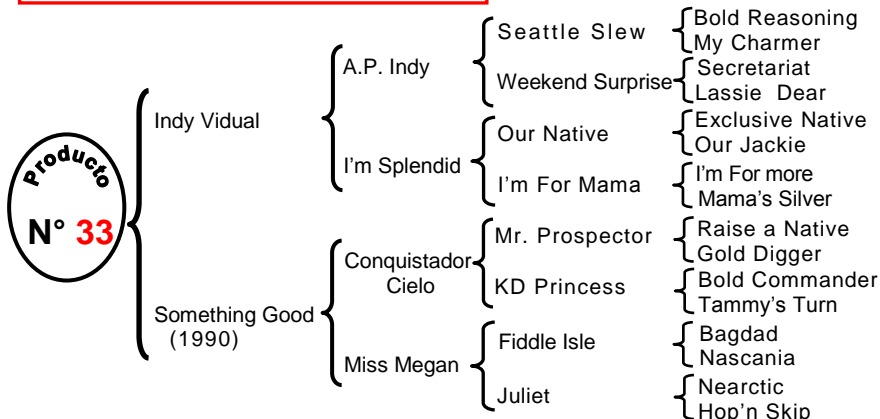 Producto
N° 33
Indy Vidual
Something Good
(1990)
A.P. Indy
I'm Splendid
Conquistador
Cielo
Miss Megan
Seattle Slew
Weekend Surprise
Our Native
I'm For Mama
Mr. Prospector
KD Princess
Fiddle Isle
Juliet
Bold Reasoning
My Charmer
Secretariat
Lassie Dear
Exclusive Native
Our Jackie
I'm For more
Mama's Silver
Raise a Native
Gold Digger
Bold Commander
Tammy's Turn
Bagdad
Nascania
Nearctic
Hop'n Skip